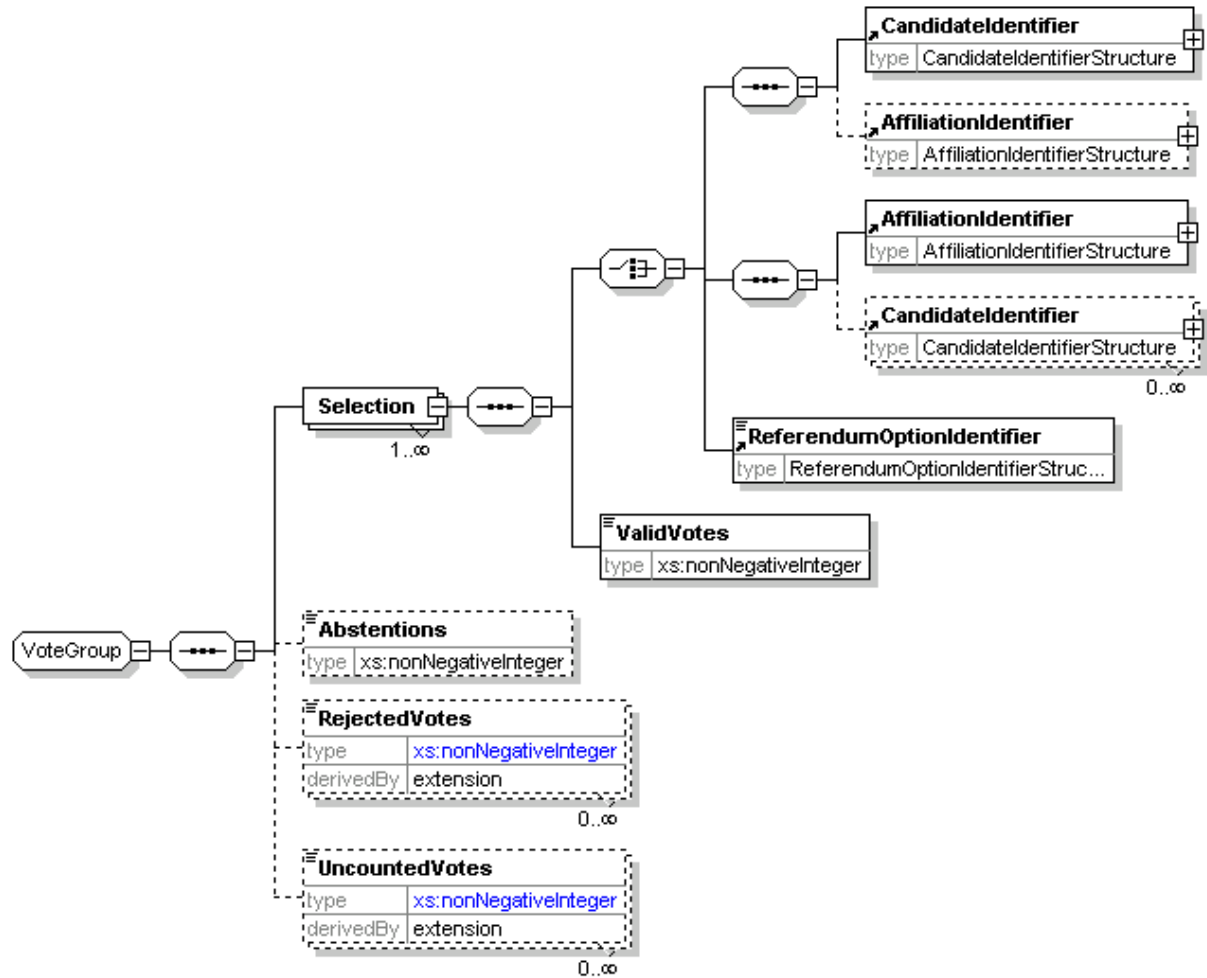 CandidateIdentifier
type CandidateIdentifierStructure
AffiliationIdentifier
type AffiliationIdentifierStructure
AffiliationIdentifier
type AffiliationIdentifierStructure
CandidateIdentifier
type CandidateIdentifierStructure
0..∞
Selection
1..∞
ReferendumOptionIdentifier
type ReferendumOptionIdentifierStruc...
ValidVotes
type xs:nonNegativeInteger
VoteGroup
Abstentions
type xs:nonNegativeInteger
RejectedVotes
type xs:nonNegativeInteger
derivedBy extension
0..∞
UncountedVotes
type xs:nonNegativeInteger
derivedBy extension
0..∞